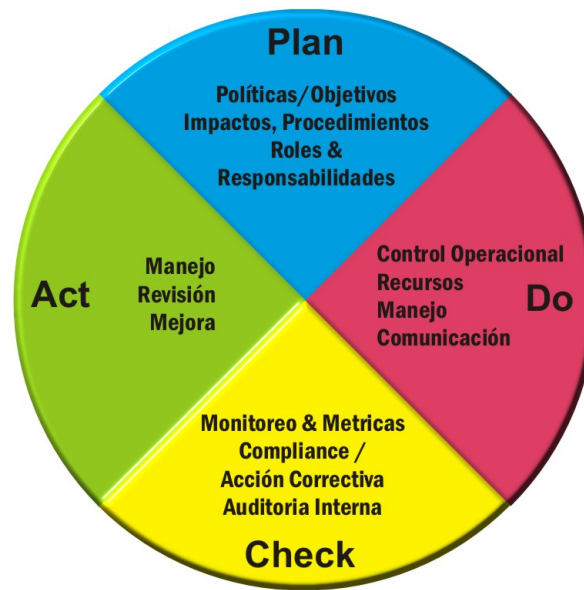 Plan
Políticas/Objetivos
Impactos, Procedimientos
Roles &
Responsabilidades
Control Operacional
Recursos
Manejo
Comunicación
Do
Monitoreo & Metricas
Compliance /
Acción Correctiva
Auditoria Interna
Check
Act
Manejo
Revisión
Mejora